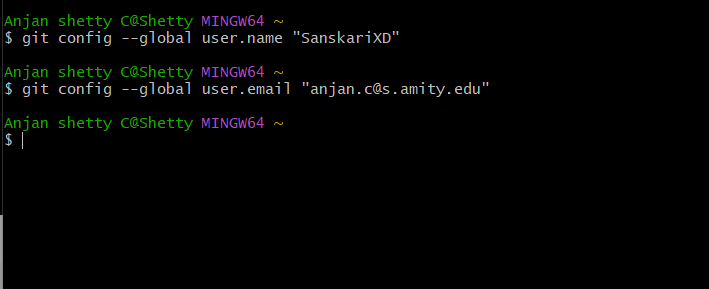 Anjan shetty C@Shetty MINGW64 ~
$ git config --global user.name "SanskariXD"
Anjan shetty C@Shetty MINGW64 ~
$ git config --global user.email "anjan.c@s.amity.edu"
Anjan shetty C@Shetty MINGW64 ~
$